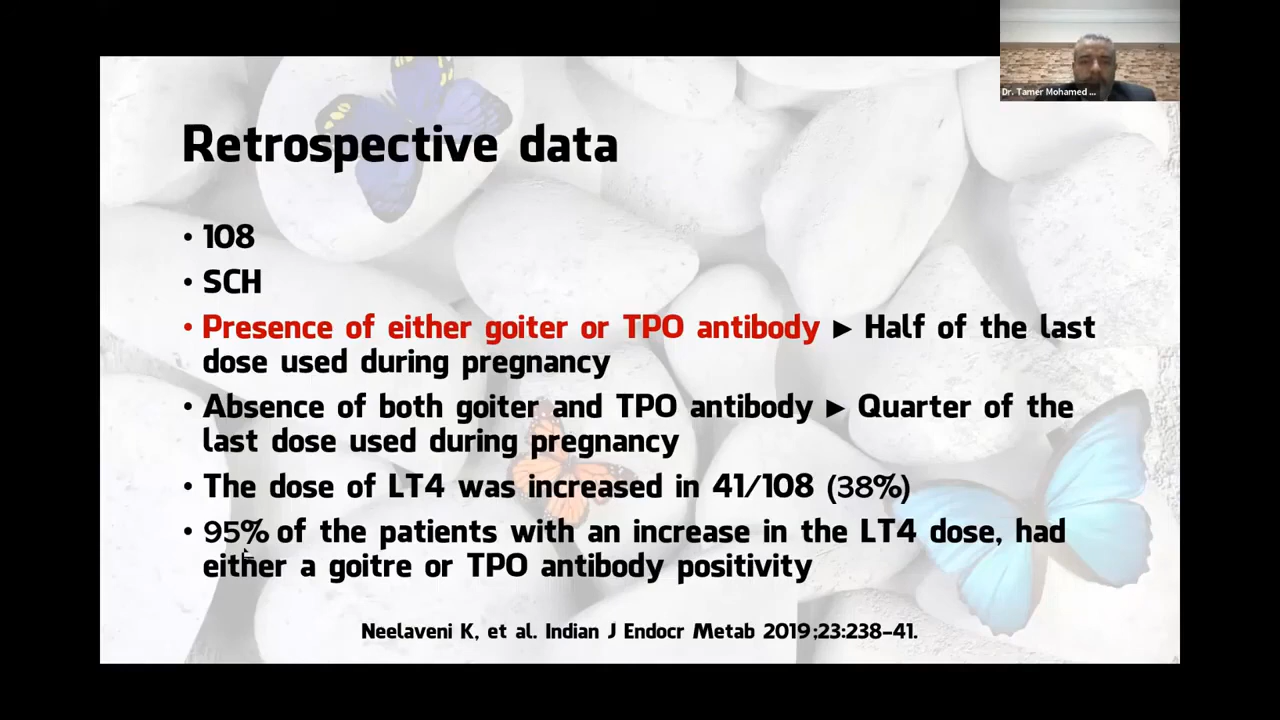 Dr. Tamer Mohamed ...
Retrospective data
• 108
• SCH
• Presence of either goiter or TPO antibody ► Half of the last
dose used during pregnancy
• Absence of both goiter and TPO antibody ► Quarter of the
last dose used during pregnancy
• The dose of LT4 was increased in 41/108 (38%)
• 95% of the patients with an increase in the LT4 dose, had
either a goitre or TPO antibody positivity
Neelaveni K, et al. Indian J Endocr Metab 2019;23:238-41.